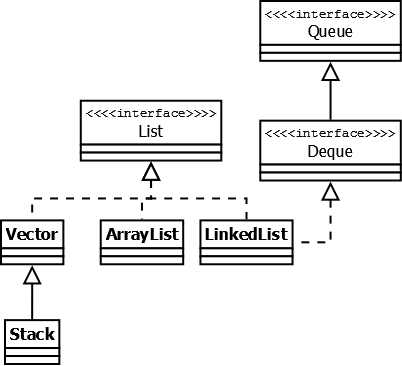 <<<<interface>>>>
Queue
<<<<interface>>>>
List
<<<<interface>>>>
Deque
Vector
ArrayList
LinkedList
Stack